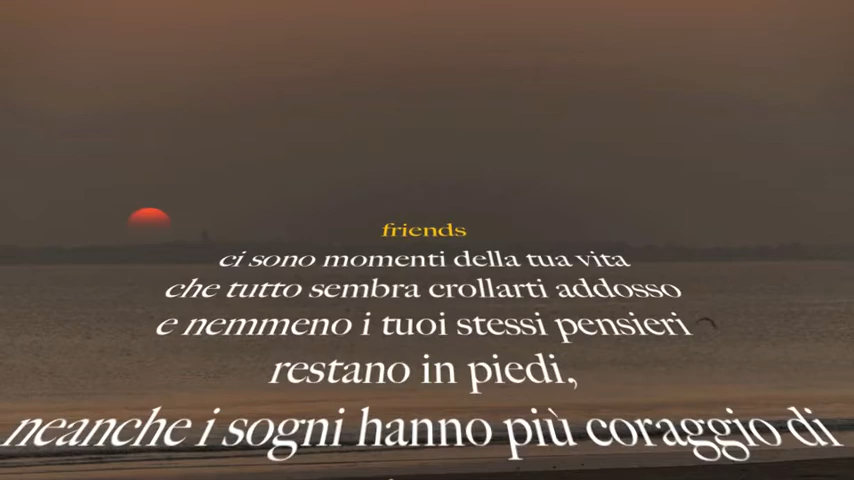 friends
ci sono momenti della tua vita
che tutto sembra crollarti addosso
e nemmeno i tuoi stessi pensieri
restano in piedi,
neanche i sogni hanno più coraggio di